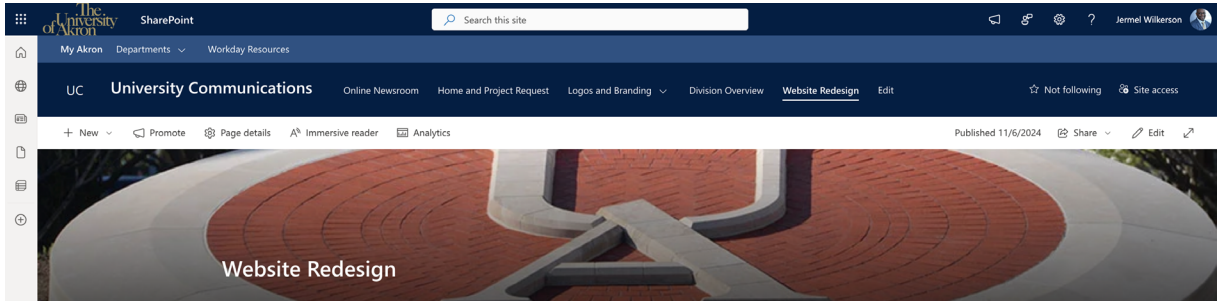 The University of Akron
SharePoint
Search this site
?
Jermel Wilkerson
My Akron Departments Workday Resources
UC University Communications Online Newsroom Home and Project Request Logos and Branding Division Overview Website Redesign Edit Not following Site access
+ New Promote Page details Immersive reader Analytics Published 11/6/2024 Share Edit
Website Redesign